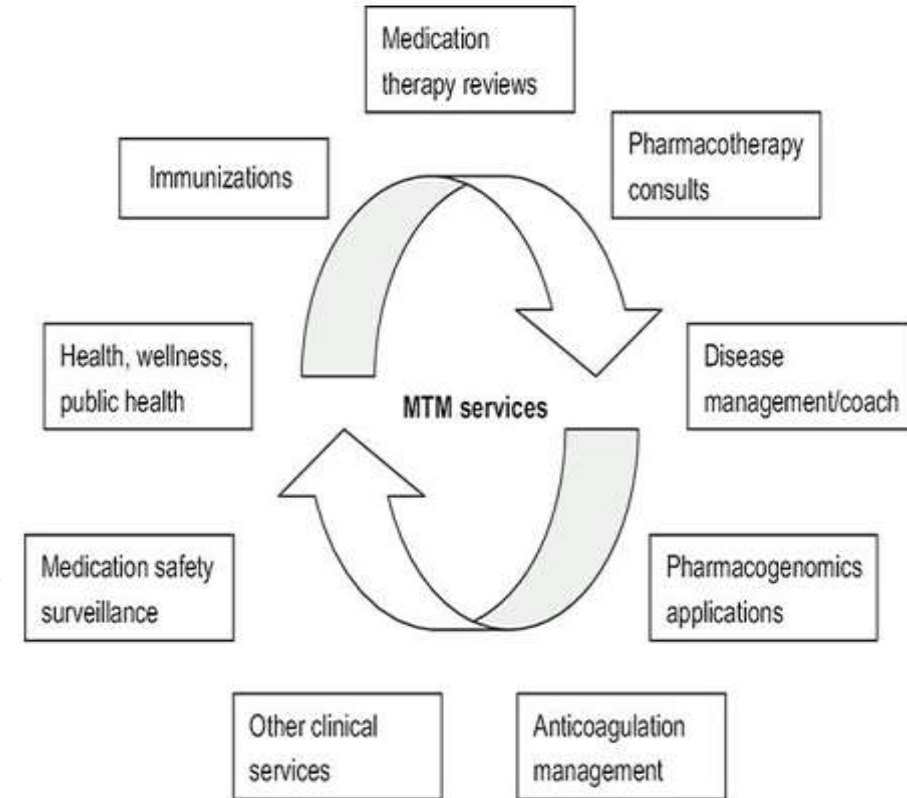 Medication
therapy reviews
Pharmacotherapy
consults
Immunizations
Health, wellness,
public health
MTM services
Disease
management/coach
Medication safety
surveillance
Pharmacogenomics
applications
Other clinical
services
Anticoagulation
management